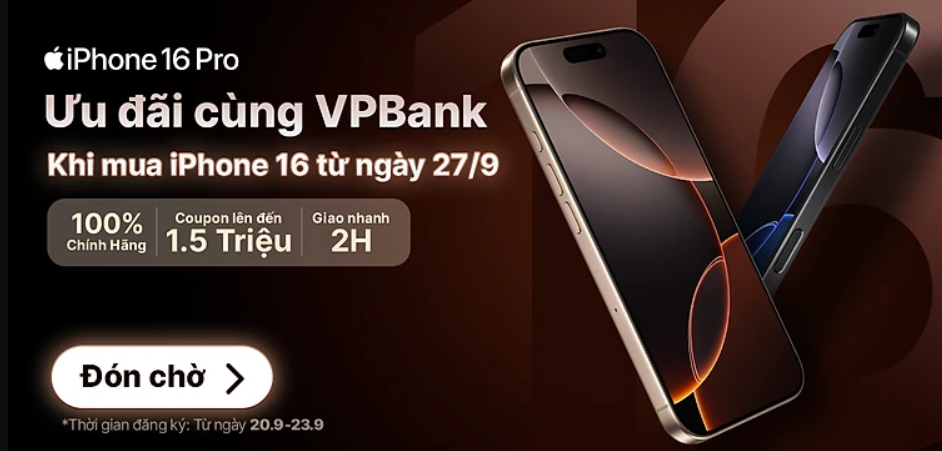 iPhone 16 Pro
Ưu đãi cùng VPBank
Khi mua iPhone 16 từ ngày 27/9
100%
Chính Hãng
Coupon lên đến
1.5 Triệu
Giao nhanh
2H
Đón chờ
*Thời gian đăng ký: Từ ngày 20.9-23.9